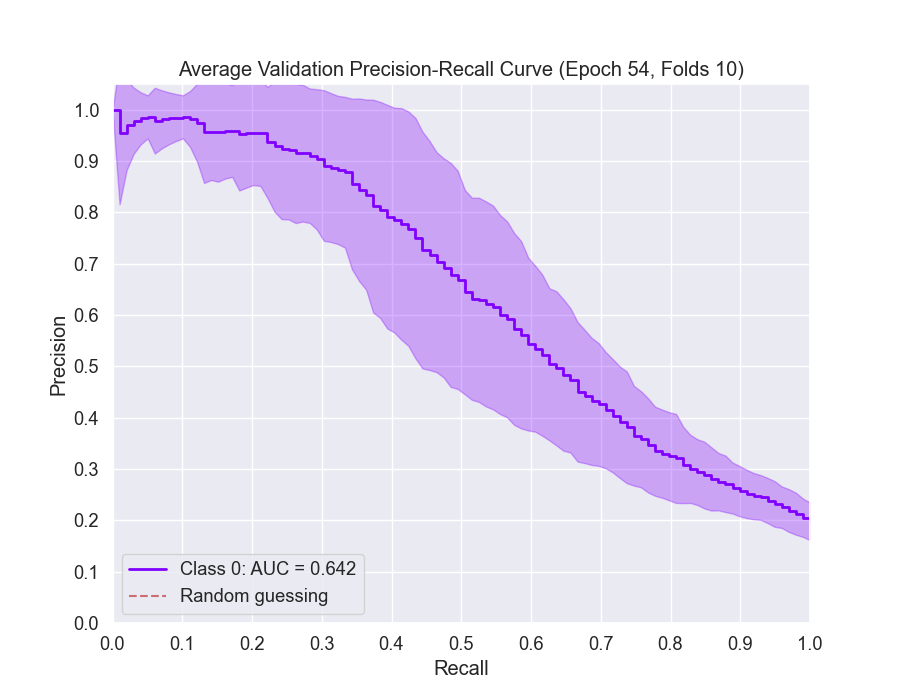 Average Validation Precision-Recall Curve (Epoch 54, Folds 10)
1.0
0.9
0.8
0.7
0.6
0.5
0.4
0.3
0.2
0.1
0.0
Precision
Class 0: AUC = 0.642
Random guessing
0.0 0.1 0.2 0.3 0.4 0.5 0.6 0.7 0.8 0.9 1.0
Recall